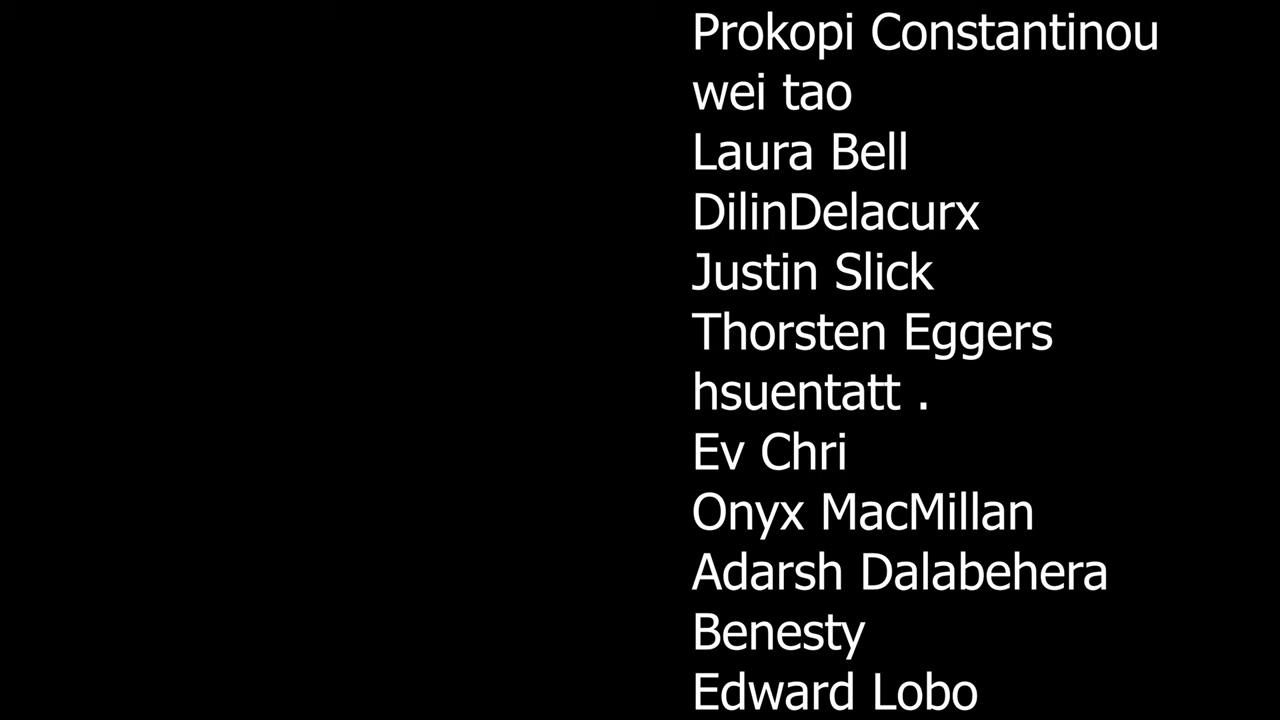 Prokopi Constantinou
wei tao
Laura Bell
DilinDelacurx
Justin Slick
Thorsten Eggers
hsuentatt .
Ev Chri
Onyx MacMillan
Adarsh Dalabehera
Benesty
Edward Lobo